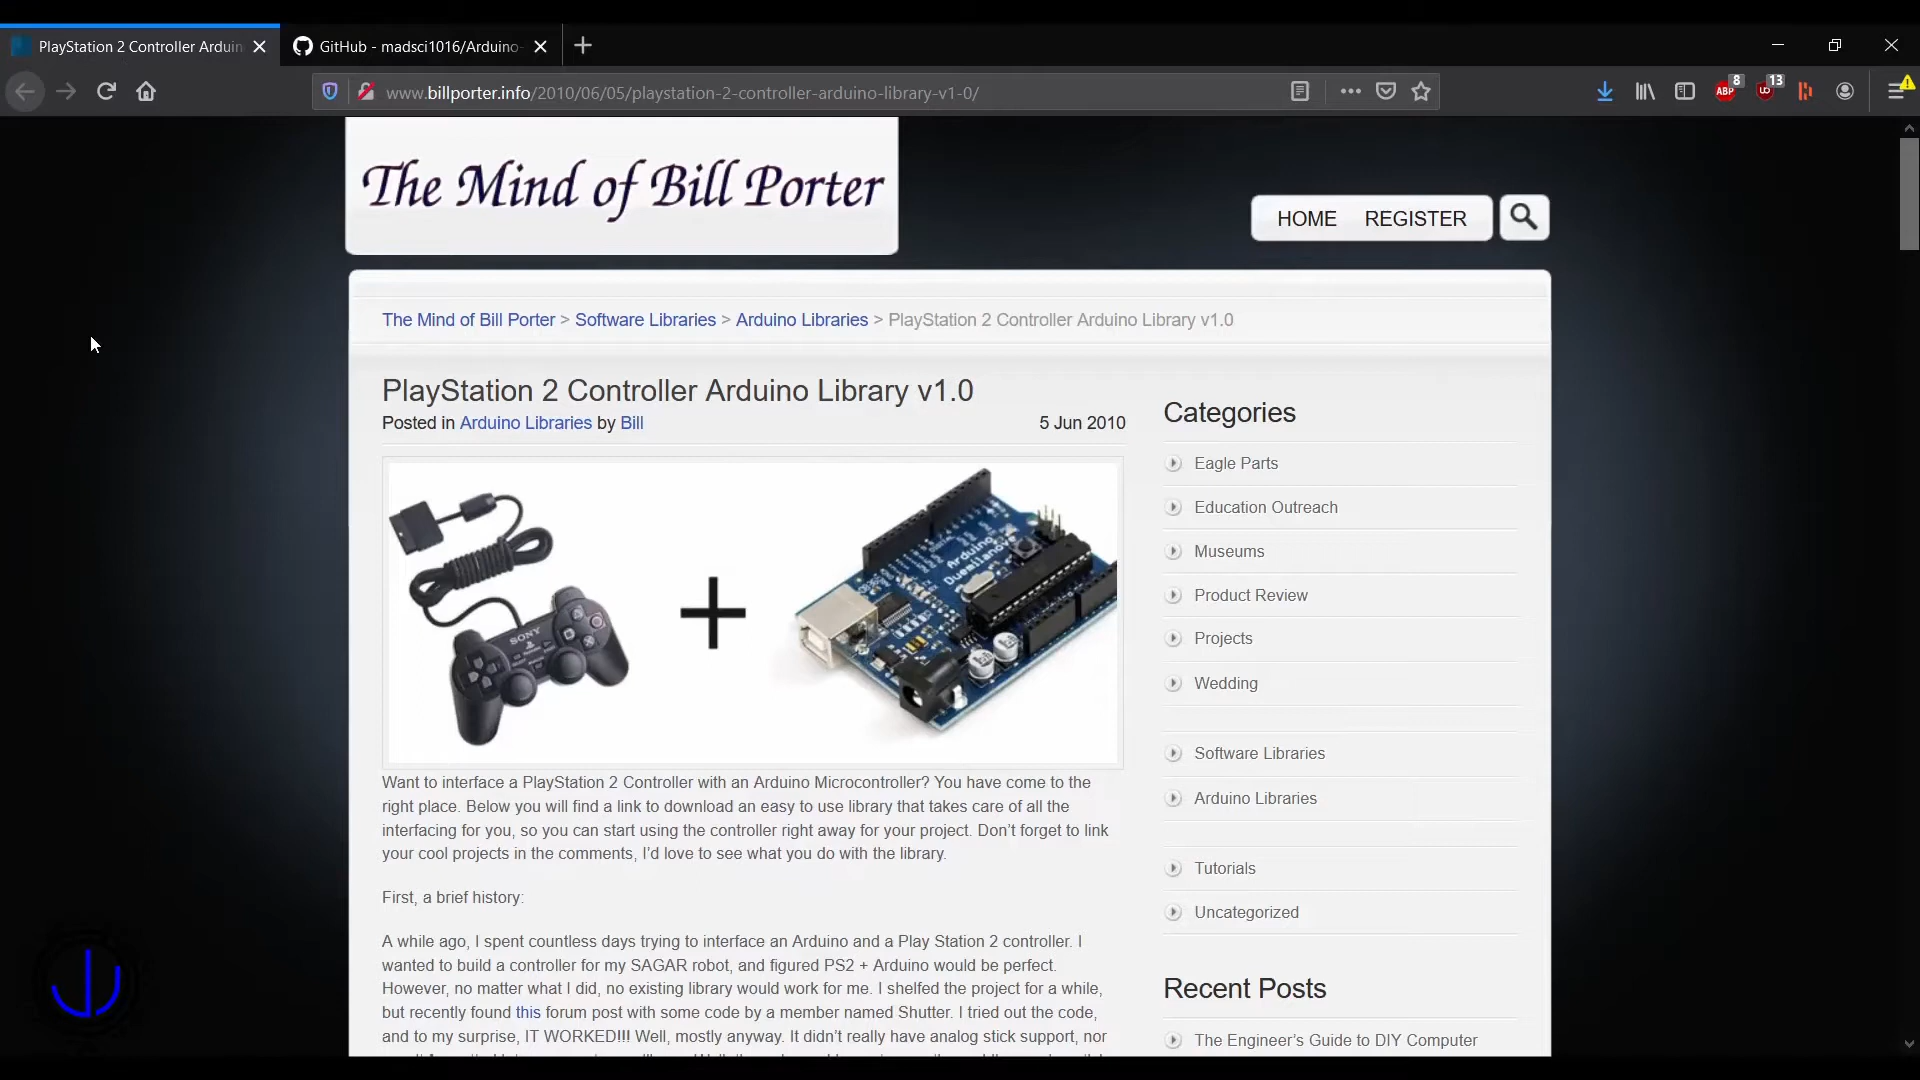 PlayStation 2 Controller Arduin
GitHub - madsci1016/Arduino-
www.billporter.info/2010/06/05/playstation-2-controller-arduino-library-v1-0/
ABP
8
13
The Mind of Bill Porter
HOME REGISTER
The Mind of Bill Porter > Software Libraries > Arduino Libraries > PlayStation 2 Controller Arduino Library v1.0
PlayStation 2 Controller Arduino Library v1.0
Posted in Arduino Libraries by Bill
5 Jun 2010
SONY
Arduino
Duemilanove
Want to interface a PlayStation 2 Controller with an Arduino Microcontroller? You have come to the
right place. Below you will find a link to download an easy to use library that takes care of all the
interfacing for you, so you can start using the controller right away for your project. Don’t forget to link
your cool projects in the comments, I’d love to see what you do with the library.
First, a brief history:
A while ago, I spent countless days trying to interface an Arduino and a Play Station 2 controller. I
wanted to build a controller for my SAGAR robot, and figured PS2 + Arduino would be perfect.
However, no matter what I did, no existing library would work for me. I shelfed the project for a while,
but recently found this forum post with some code by a member named Shutter. I tried out the code,
and to my surprise, IT WORKED!!! Well, mostly anyway. It didn’t really have analog stick support, nor
Categories
Eagle Parts
Education Outreach
Museums
Product Review
Projects
Wedding
Software Libraries
Arduino Libraries
Tutorials
Uncategorized
Recent Posts
The Engineer’s Guide to DIY Computer